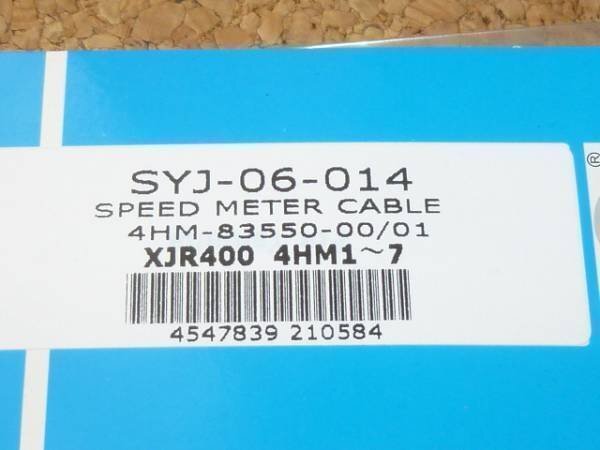 SYJ-06-014
SPEED METER CABLE
4HM-83550-00/01
XJR400 4HM1～7
4547839 210584
®